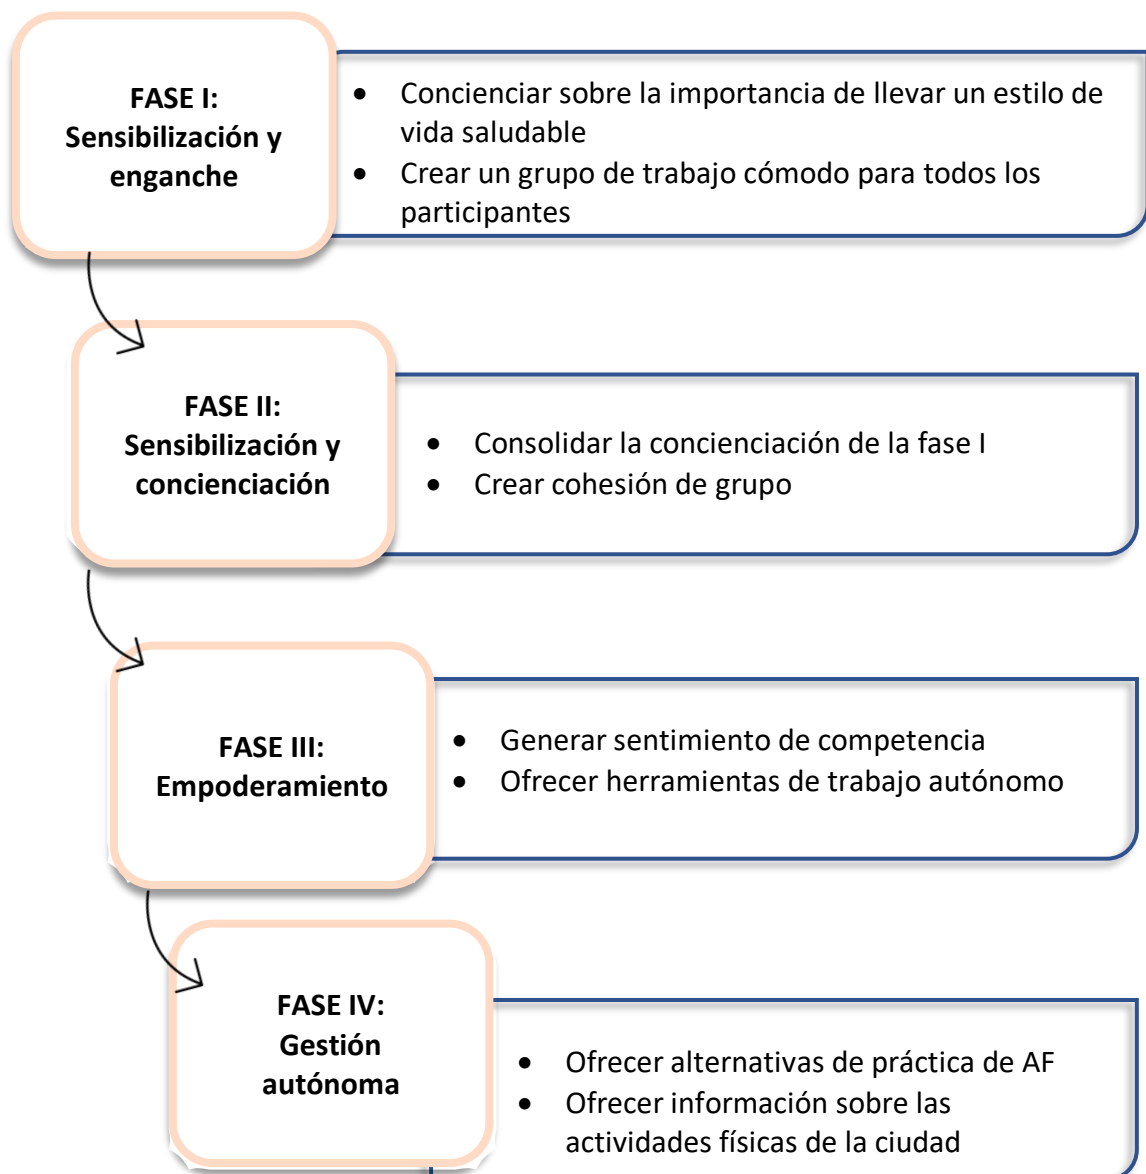 FASE I:
Sensibilización y
enganche
• Concienciar sobre la importancia de llevar un estilo de
vida saludable
• Crear un grupo de trabajo cómodo para todos los
participantes
FASE II:
Sensibilización y
concienciación
• Consolidar la concienciación de la fase I
• Crear cohesión de grupo
FASE III:
Empoderamiento
• Generar sentimiento de competencia
• Ofrecer herramientas de trabajo autónomo
FASE IV:
Gestión
autónoma
• Ofrecer alternativas de práctica de AF
• Ofrecer información sobre las
actividades físicas de la ciudad